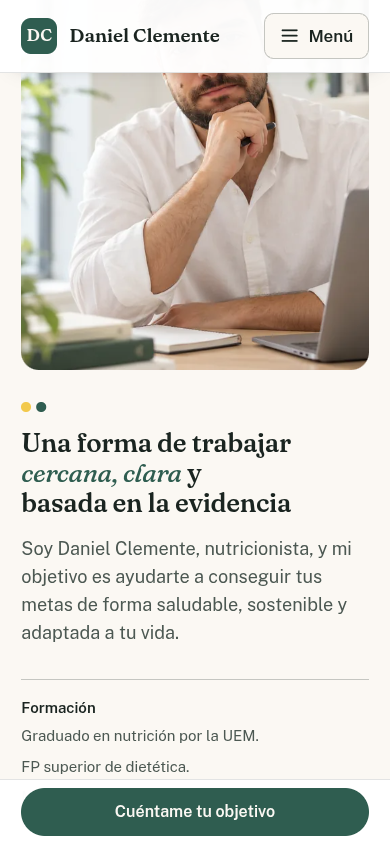 DC Daniel Clemente Menú
Una forma de trabajar
cercana, clara y
basada en la evidencia
Soy Daniel Clemente, nutricionista, y mi
objetivo es ayudarte a conseguir tus
metas de forma saludable, sostenible y
adaptada a tu vida.
Formación
Graduado en nutrición por la UEM.
FP superior de dietética.
Cuéntame tu objetivo